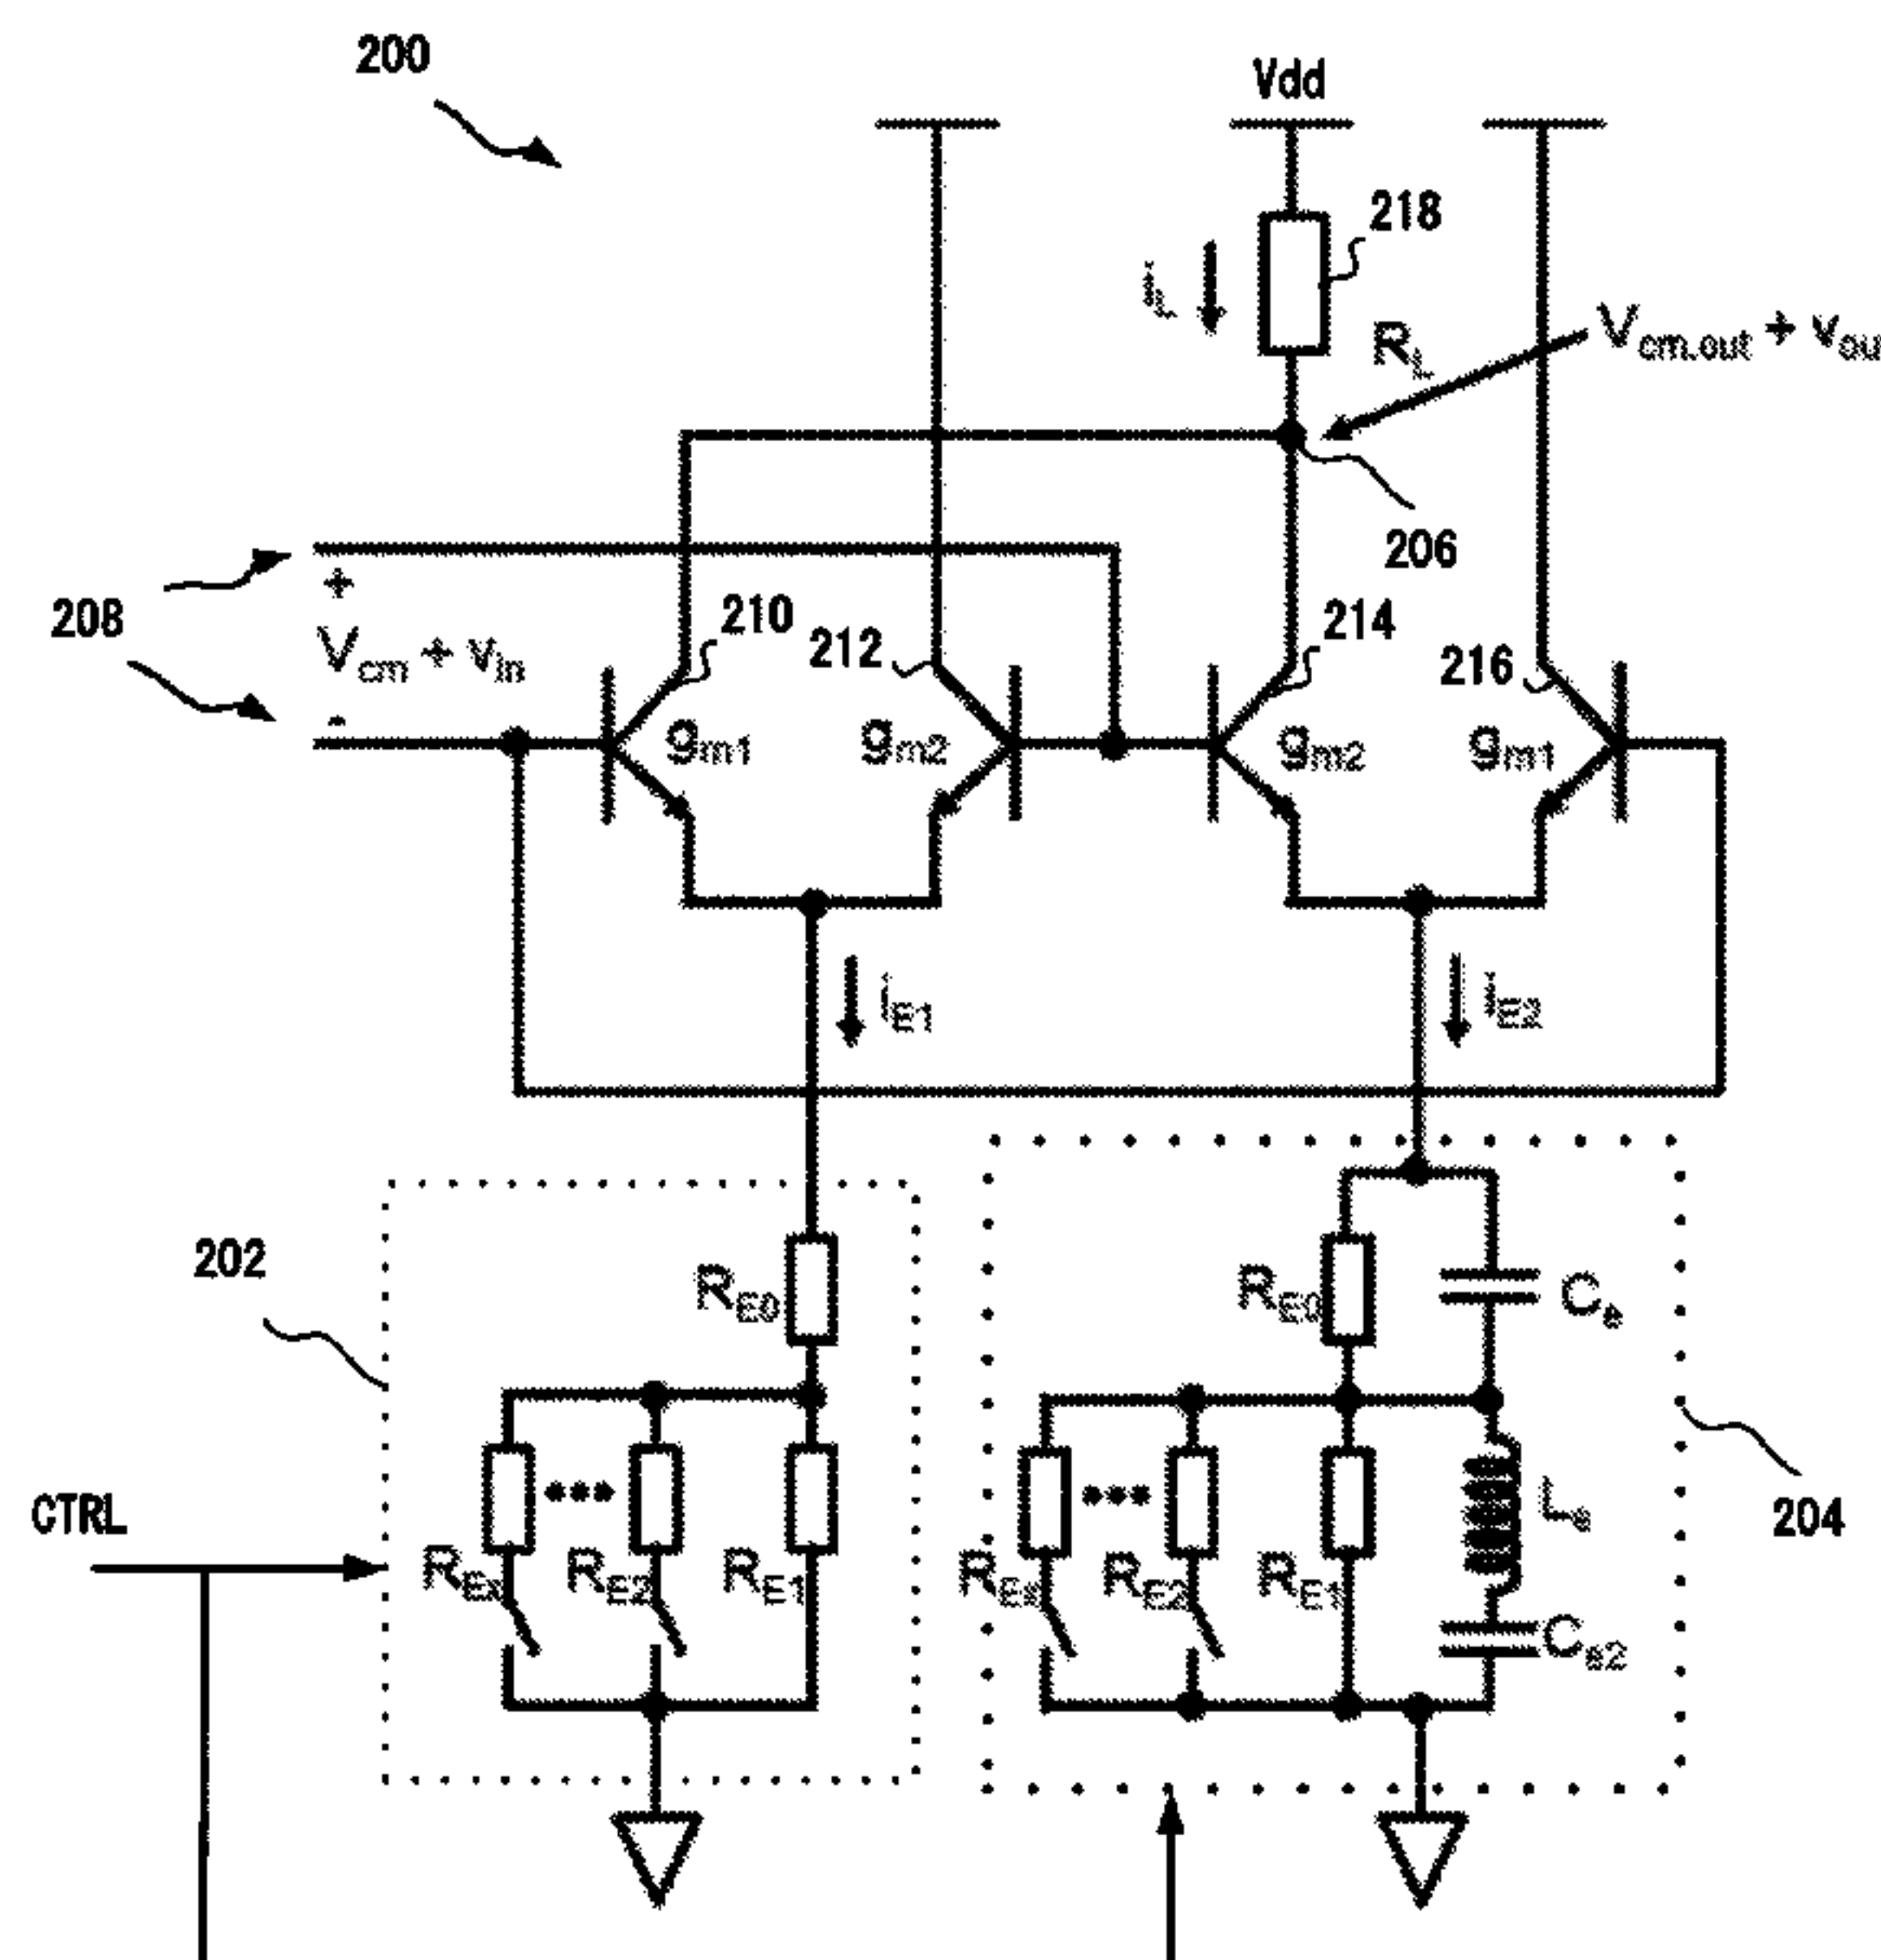 200
Vdd
218
iL
RL
Vcm.out + vou
206
208
+
Vcm + vin
-
210
212
214
216
gm1
gm2
gm2
gm1
iE1
iE2
202
RE0
RE0
Ce
CTRL
REx
RE2
RE1
REx
RE2
RE1
Le
Ce2
204